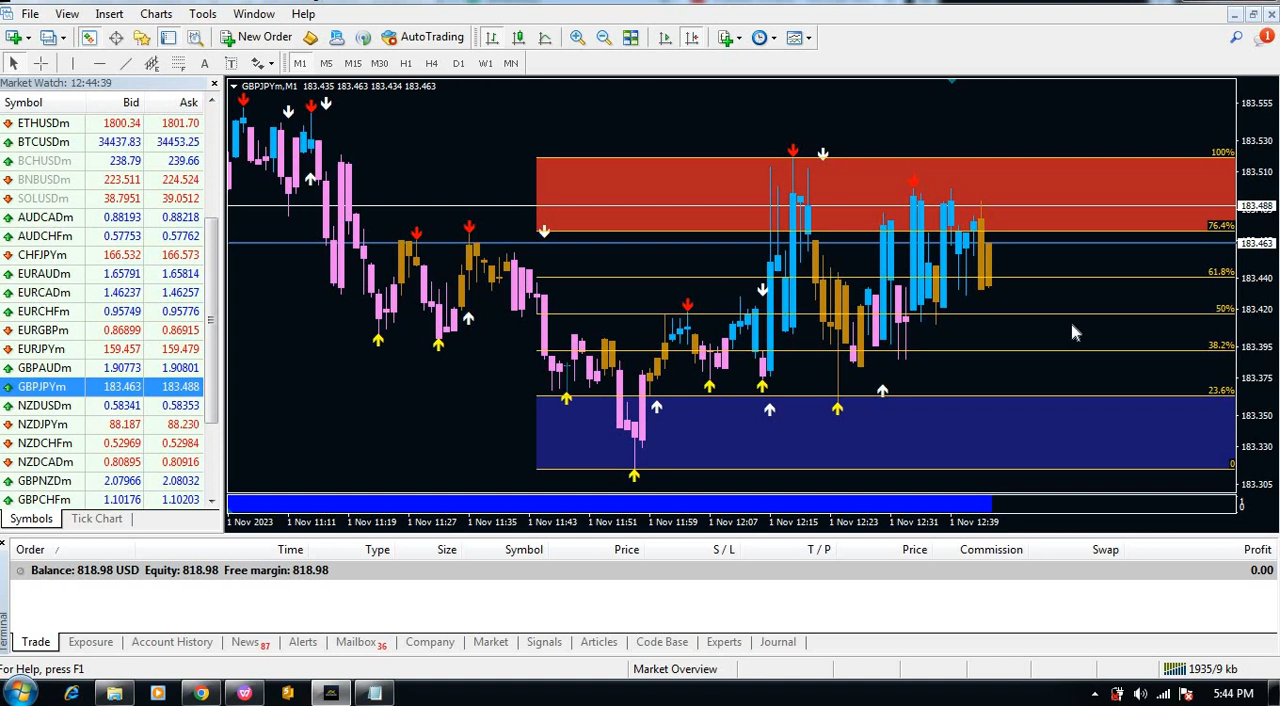 File View Insert Charts Tools Window Help
New Order AutoTrading 1
A T M1 M5 M15 M30 H1 H4 D1 W1 MN
Market Watch: 12:44:39
Symbol Bid Ask
ETHUSDm 1800.34 1801.70
BTCUSDm 34437.83 34453.25
BCHUSDm 238.79 239.66
BNBUSDm 223.511 224.524
SOLUSDm 38.7951 39.0512
AUDCADm 0.88193 0.88218
AUDCHFm 0.57753 0.57762
CHFJPYm 166.532 166.573
EURAUDm 1.65791 1.65814
EURCADm 1.46237 1.46257
EURCHFm 0.95749 0.95776
EURGBPm 0.86899 0.86915
EURJPYm 159.457 159.479
GBPAUDm 1.90773 1.90801
GBPJPYm 183.463 183.488
NZDUSDm 0.58341 0.58353
NZDJPYm 88.187 88.230
NZDCHFm 0.52969 0.52984
NZDCADm 0.80895 0.80916
GBPNZDm 2.07966 2.08032
GBPCHFm 1.10176 1.10203
Symbols Tick Chart
GBPJPYm,M1 183.435 183.463 183.434 183.463
100%
76.4%
61.8%
50%
38.2%
23.6%
0
183.555
183.530
183.510
183.488
183.463
183.440
183.420
183.395
183.375
183.350
183.330
183.305
1
0
1 Nov 2023 1 Nov 11:11 1 Nov 11:19 1 Nov 11:27 1 Nov 11:35 1 Nov 11:43 1 Nov 11:51 1 Nov 11:59 1 Nov 12:07 1 Nov 12:15 1 Nov 12:23 1 Nov 12:31 1 Nov 12:39
Order / Time Type Size Symbol Price S / L T / P Price Commission Swap Profit
Balance: 818.98 USD Equity: 818.98 Free margin: 818.98 0.00
Terminal
Trade Exposure Account History News 87 Alerts Mailbox 36 Company Market Signals Articles Code Base Experts Journal
For Help, press F1 Market Overview 1935/9 kb
5:44 PM